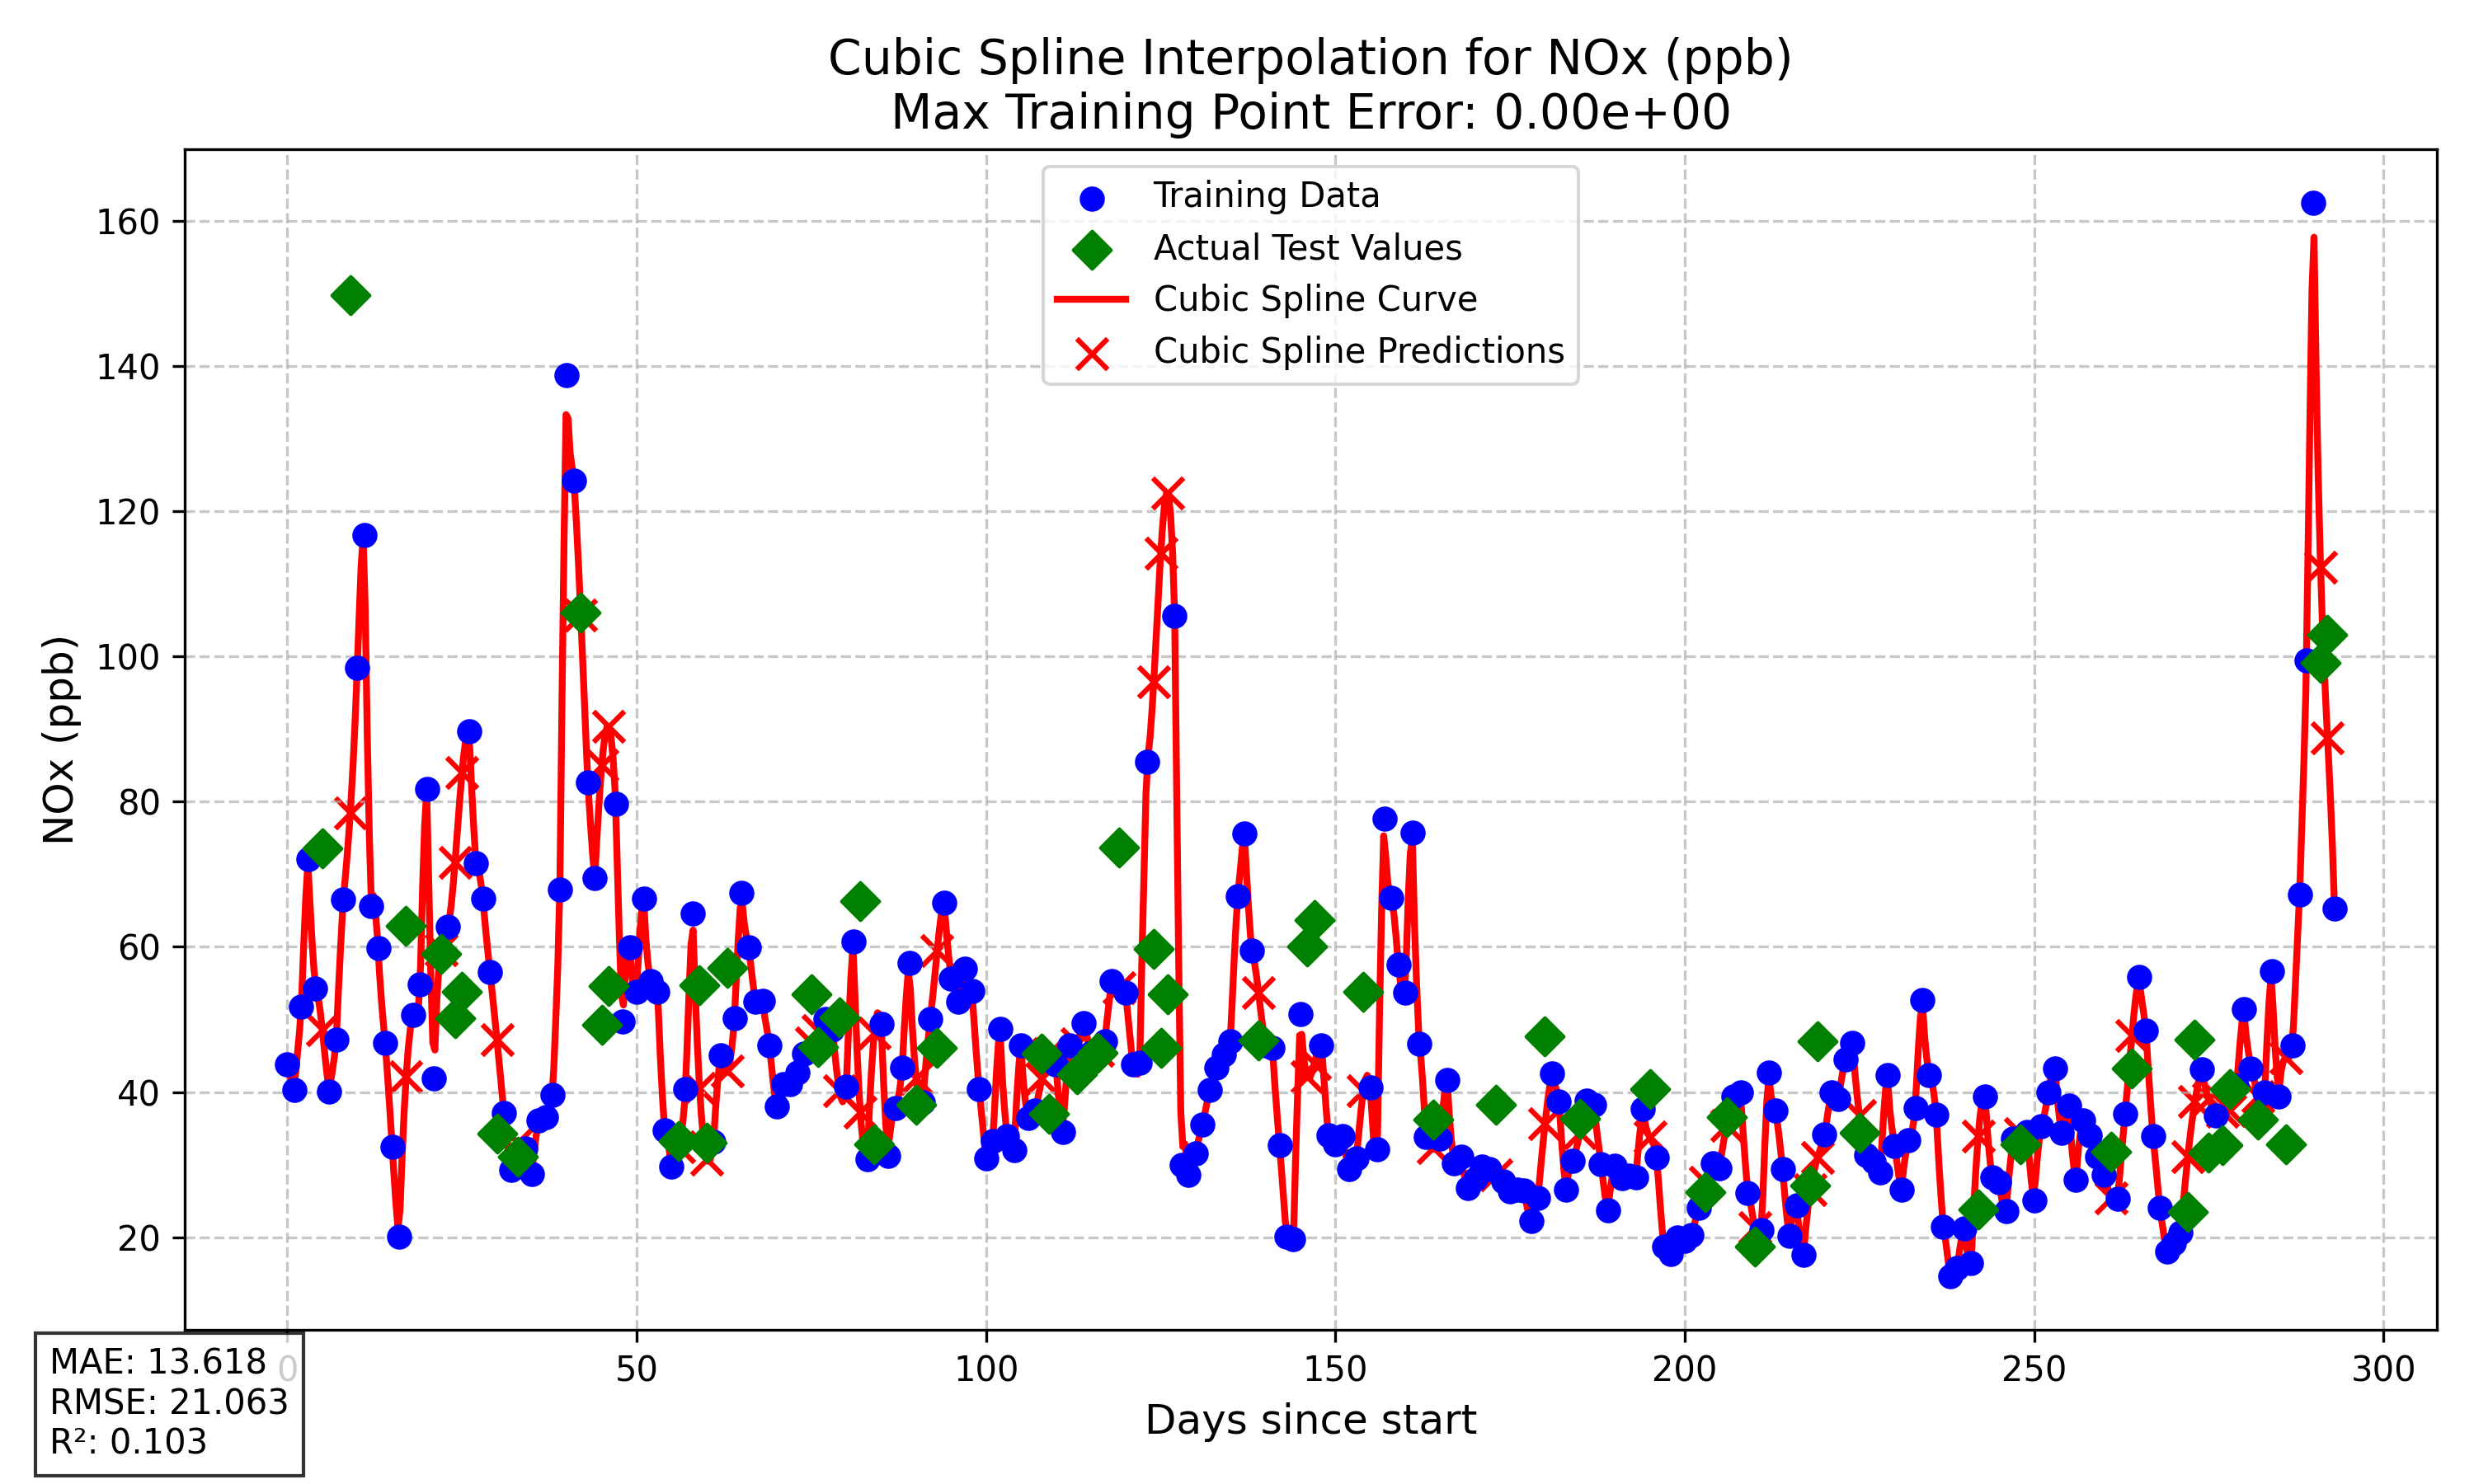 Cubic Spline Interpolation for NOx (ppb)
Max Training Point Error: 0.00e+00
Training Data
Actual Test Values
Cubic Spline Curve
Cubic Spline Predictions
NOx (ppb)
160
140
120
100
80
60
40
20
0
50
100
150
200
250
300
Days since start
MAE: 13.618
RMSE: 21.063
R²: 0.103